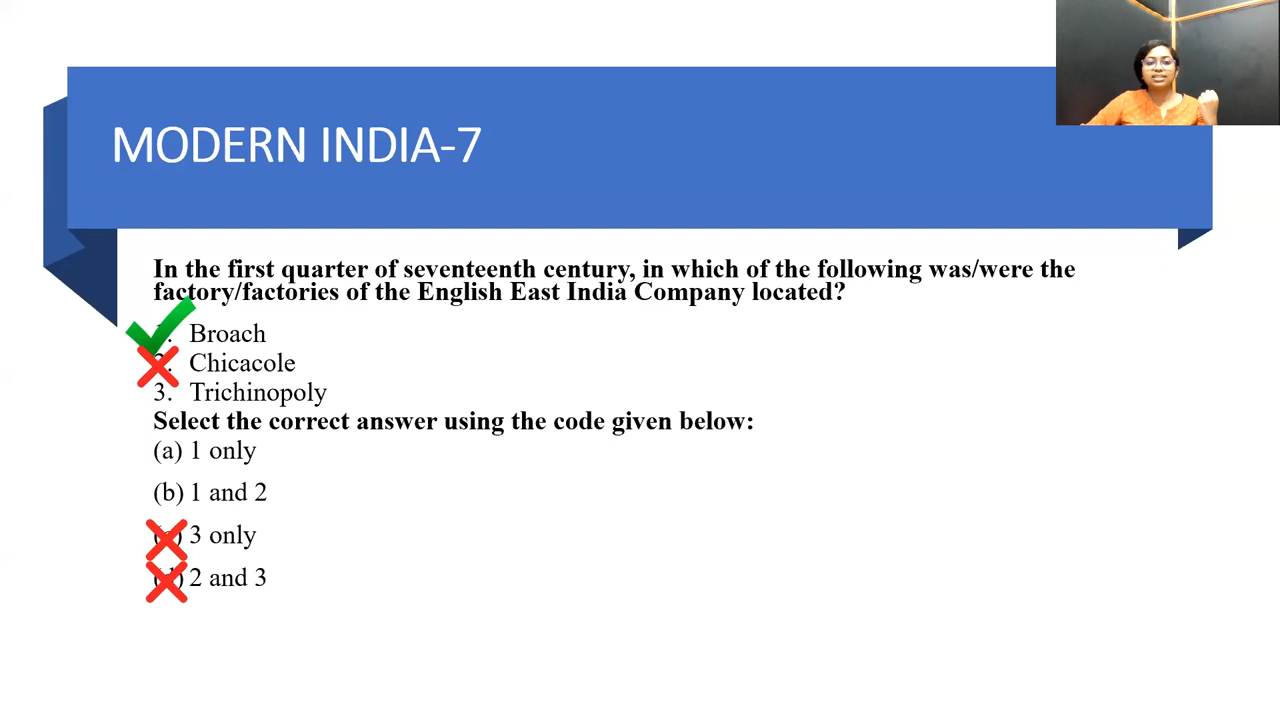 MODERN INDIA-7
In the first quarter of seventeenth century, in which of the following was/were the
factory/factories of the English East India Company located?
Broach
Chicacole
3. Trichinopoly
Select the correct answer using the code given below:
(a) 1 only
(b) 1 and 2
3 only
2 and 3